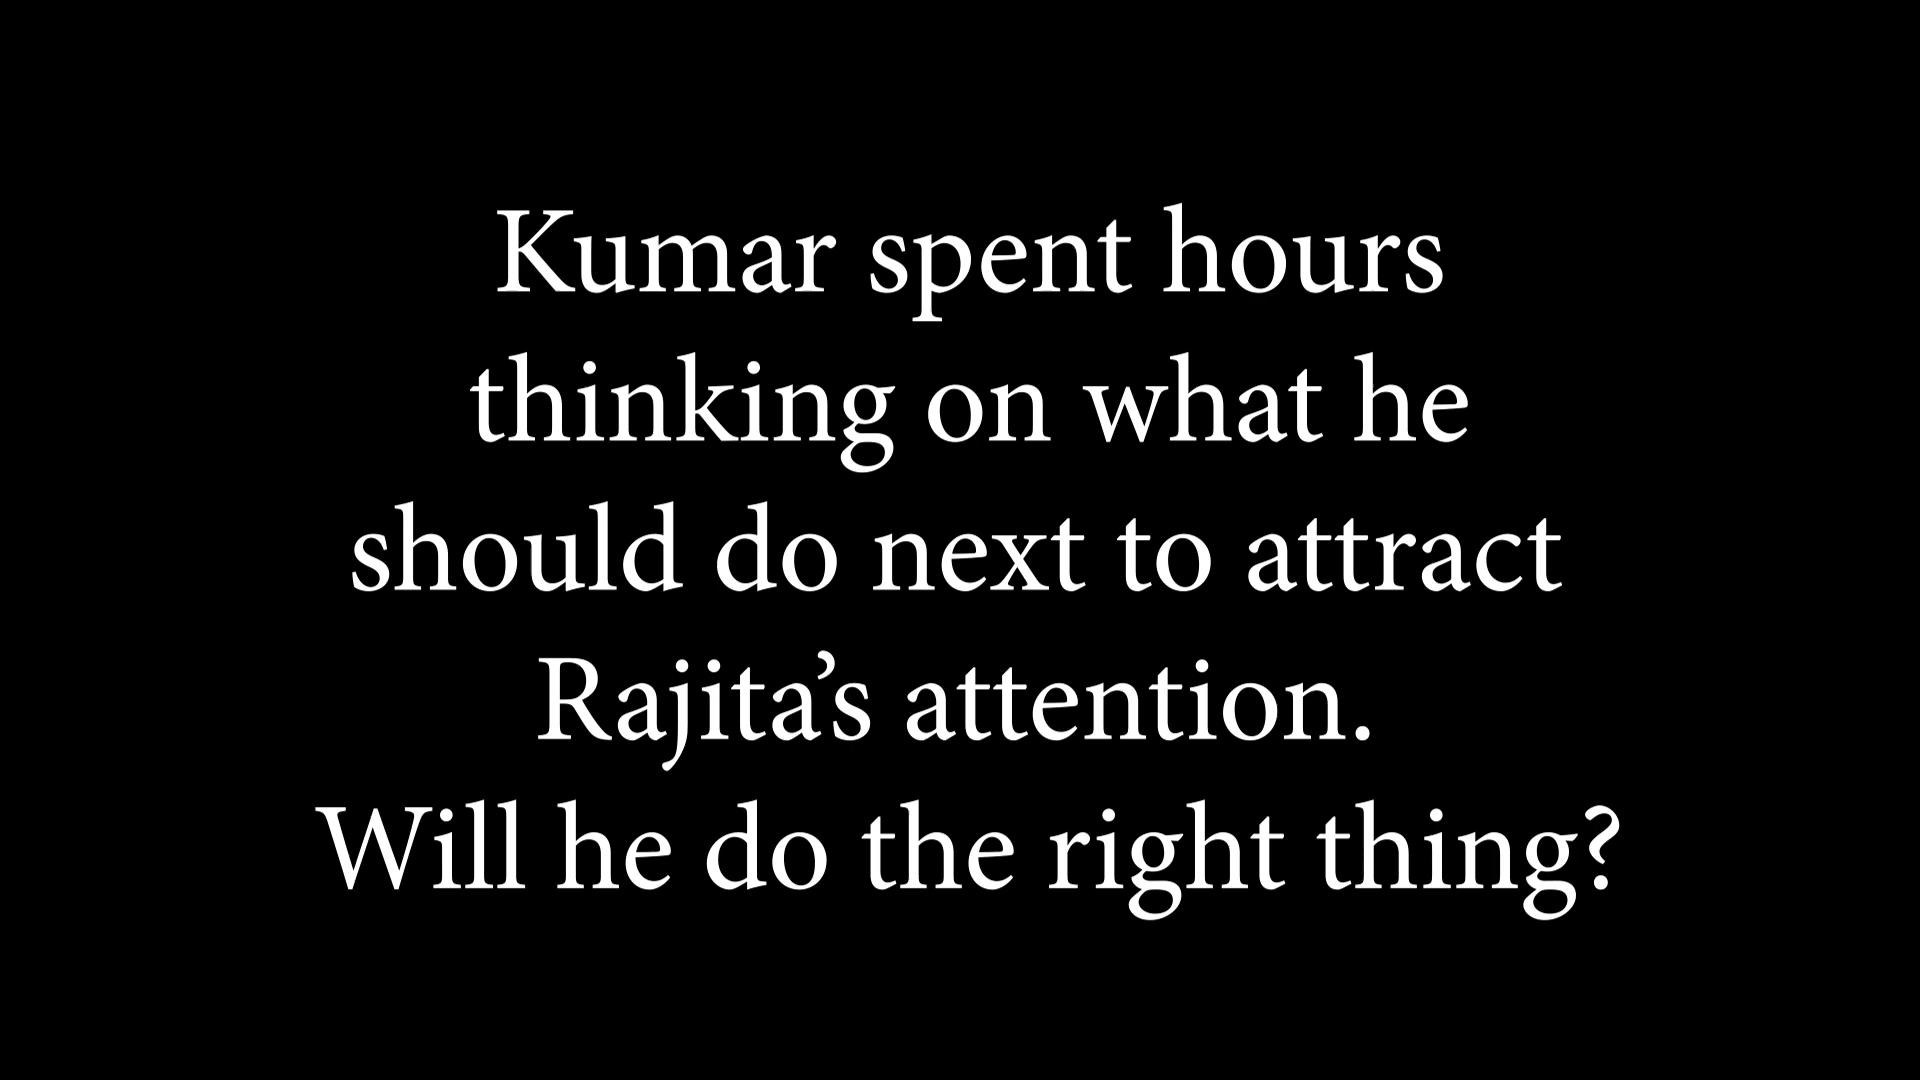 Kumar spent hours
thinking on what he
should do next to attract
Rajita’s attention.
Will he do the right thing?